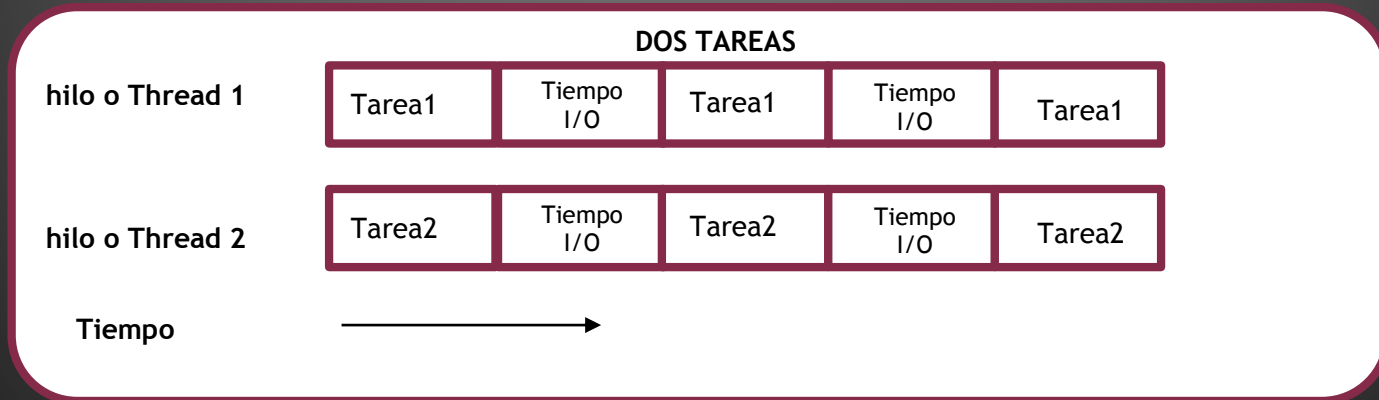 DOS TAREAS
hilo o Thread 1
Tarea1
Tiempo
I/O
Tarea1
Tiempo
I/O
Tarea1
hilo o Thread 2
Tarea2
Tiempo
I/O
Tarea2
Tiempo
I/O
Tarea2
Tiempo